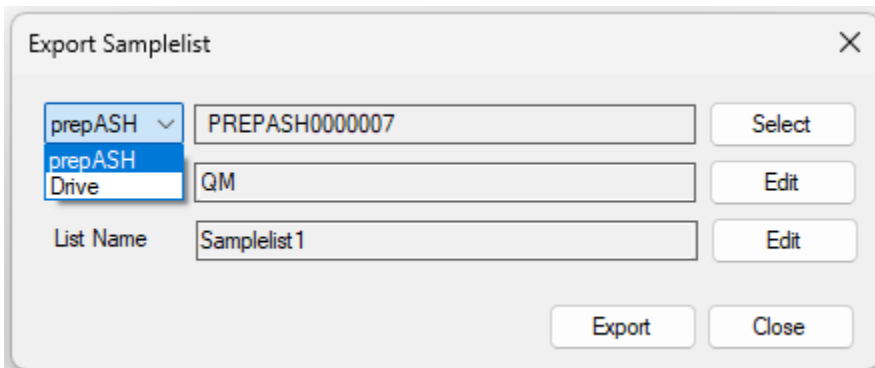 Export Samplelist
prepASH PREPASH0000007 Select
prepASH
Drive QM Edit
List Name Samplelist1 Edit
Export Close